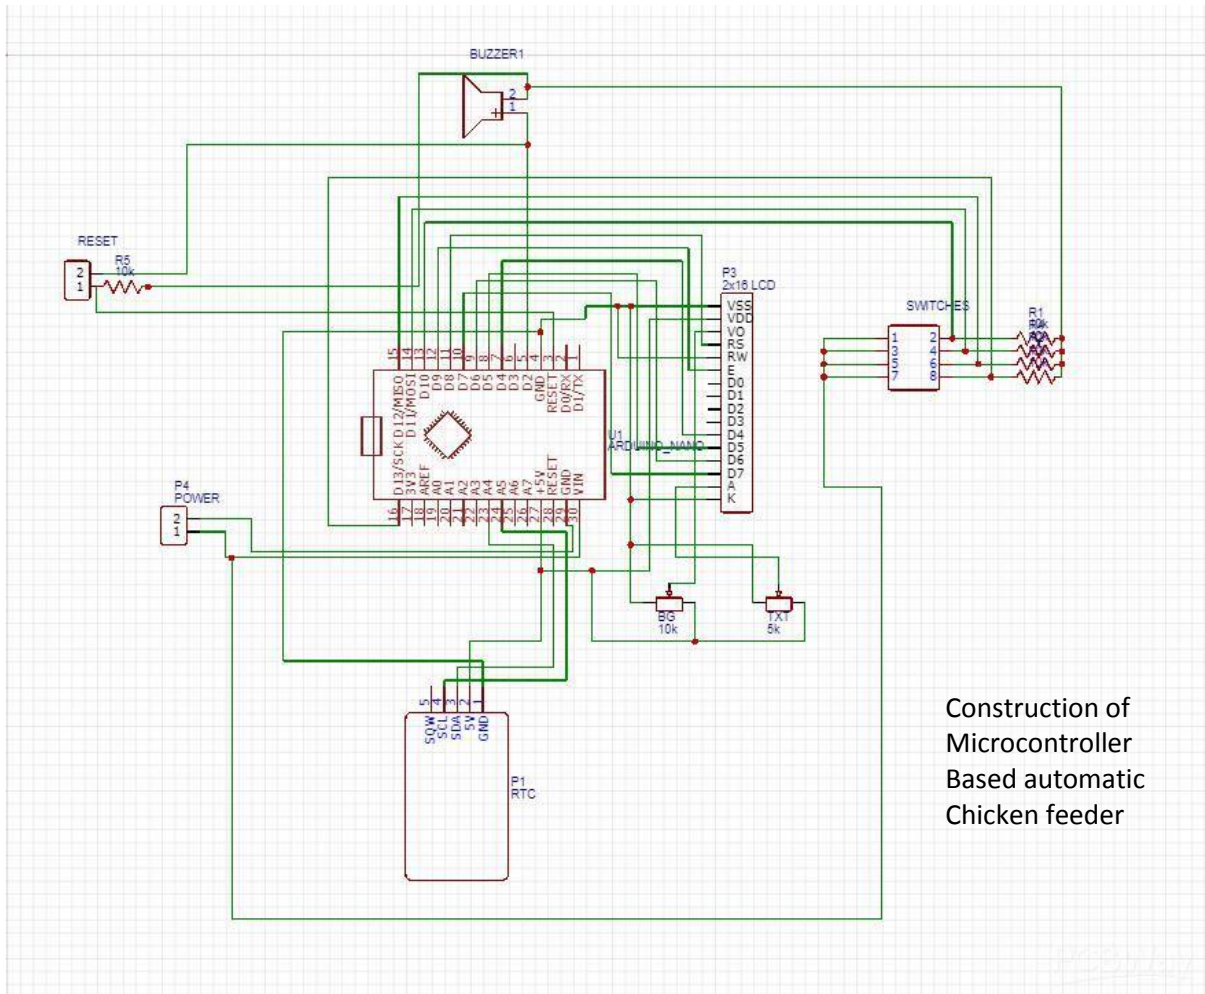 BUZZER1
2
1
RESET
2
1
R5
10k
P3
2x16 LCD
VSS
VDD
VO
RS
RW
E
D0
D1
D2
D3
D4
D5
D6
D7
A
K
SWITCHES
1 2
3 4
5 6
7 8
R1
15 14 13 12 11 10 9 8 7 6 5 4 3 2 1
D12/MISO D11/MOSI D10 D9 D8 D7 D6 D5 D4 D3 D2 GND RESET D0/RX D1/TX
U1
ARDUINO_NANO
D13/SCK 3V3 AREF A0 A1 A2 A3 A4 A5 A6 A7 +5V RESET GND VIN
16 17 18 19 20 21 22 23 24 25 26 27 28 29 30
P4
POWER
2
1
BG
10k
TXT
5k
5 4 3 2 1
SQW SCL SDA 5V GND
P1
RTC
Construction of
Microcontroller
Based automatic
Chicken feeder